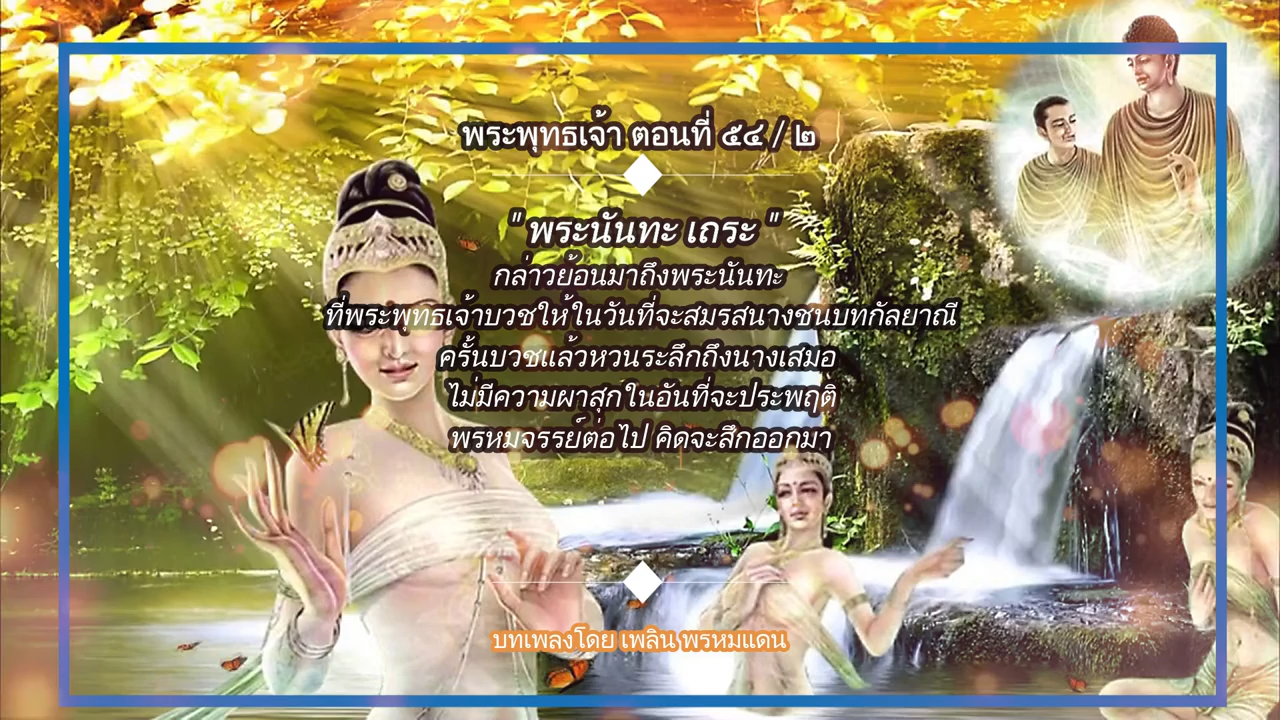 พระพุทธเจ้า ตอนที่ ๕๔ / ๒
" พระนันทะ เถระ "
กล่าวย้อนมาถึงพระนันทะ
ที่พระพุทธเจ้าบวชให้ในวันที่จะสมรสนางชนบทกัลยาณี
ครั้นบวชแล้วหวนระลึกถึงนางเสมอ
ไม่มีความผาสุกในอันที่จะประพฤติ
พรหมจรรย์ต่อไป คิดจะสึกออกมา
บทเพลงโดย เพลิน พรหมแดน